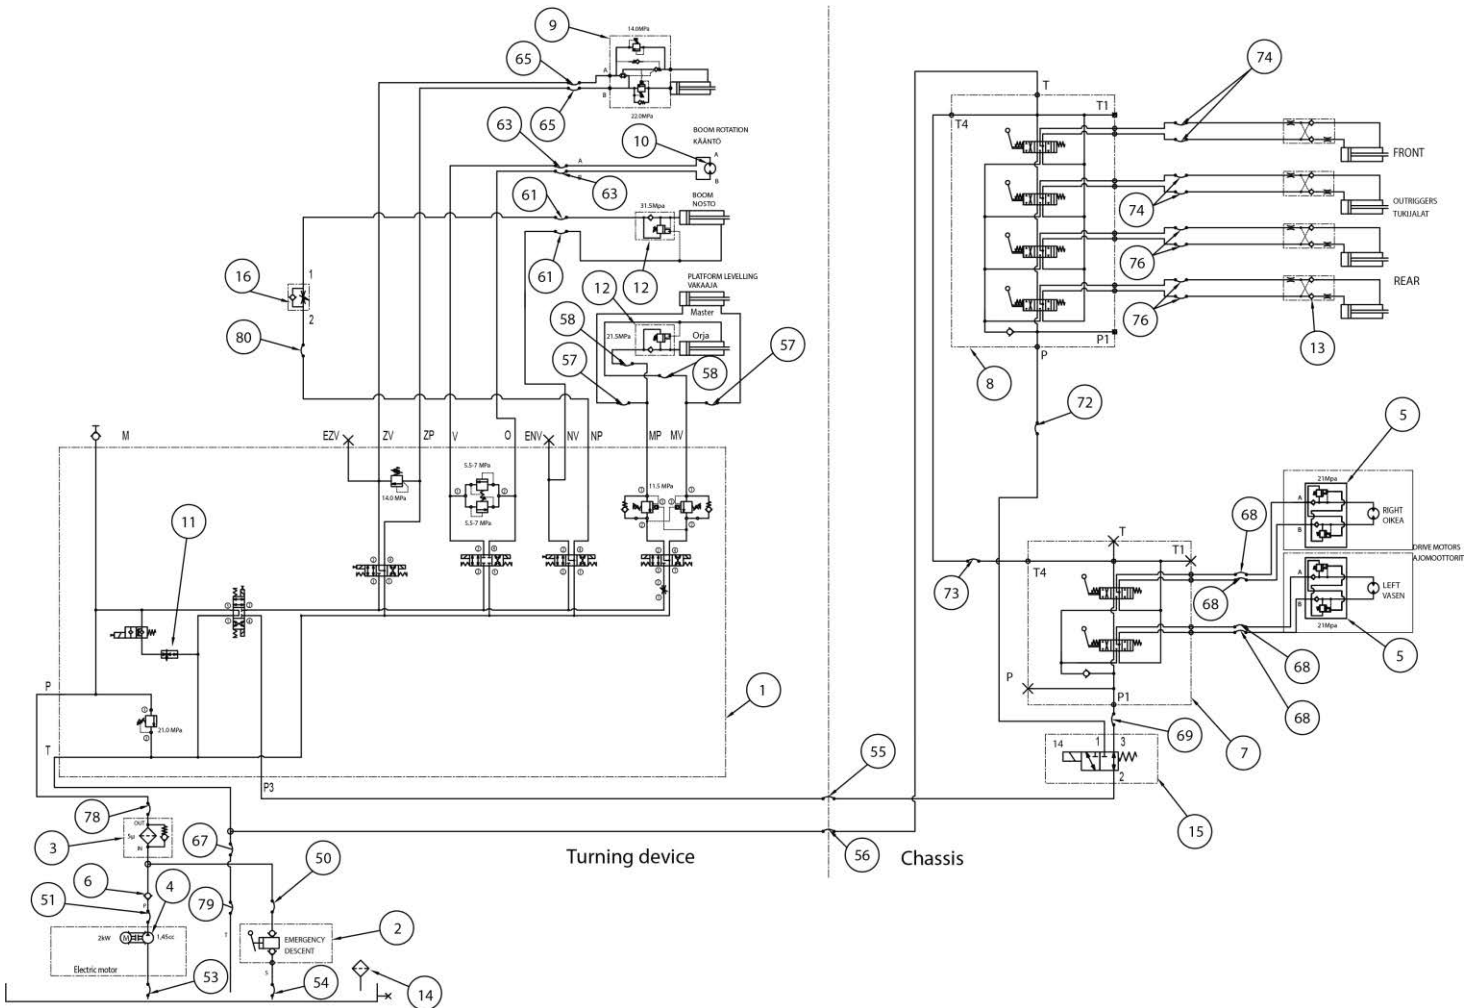 9
14.0MPa
65
A
B
22.0MPa
65
63
10
BOOM ROTATION
KÄÄNTÖ
A
B
A
B
63
61
31.5Mpa
BOOM
NOSTO
61
12
12
16
1
2
80
PLATFORM LEVELLING
VAKAAJA
Master
58
21.5MPa
Orja
57
58
57
T
M
EZV
ZV
ZP
V
O
ENV
NV
NP
MP
MV
5.5-7 MPa
14.0 MPa
5.5-7 MPa
11.5 MPa
11
P
21.0 MPa
T
1
P3
78
OUT
5µ
IN
3
67
6
4
50
51
P
79
2kW
M
1,45cc
Electric motor
T
EMERGENCY
DESCENT
2
S
53
54
14
55
56
Turning device
Chassis
T
T1
T4
74
FRONT
74
OUTRIGGERS
TUKIJALAT
76
REAR
76
13
P1
P
8
72
5
21Mpa
A
B
RIGHT
OIKEA
DRIVE MOTORS
AJOMOOTTORIT
21Mpa
A
B
LEFT
VASEN
21Mpa
5
T
T1
T4
73
68
68
68
68
P
P1
69
7
14
1
3
2
15